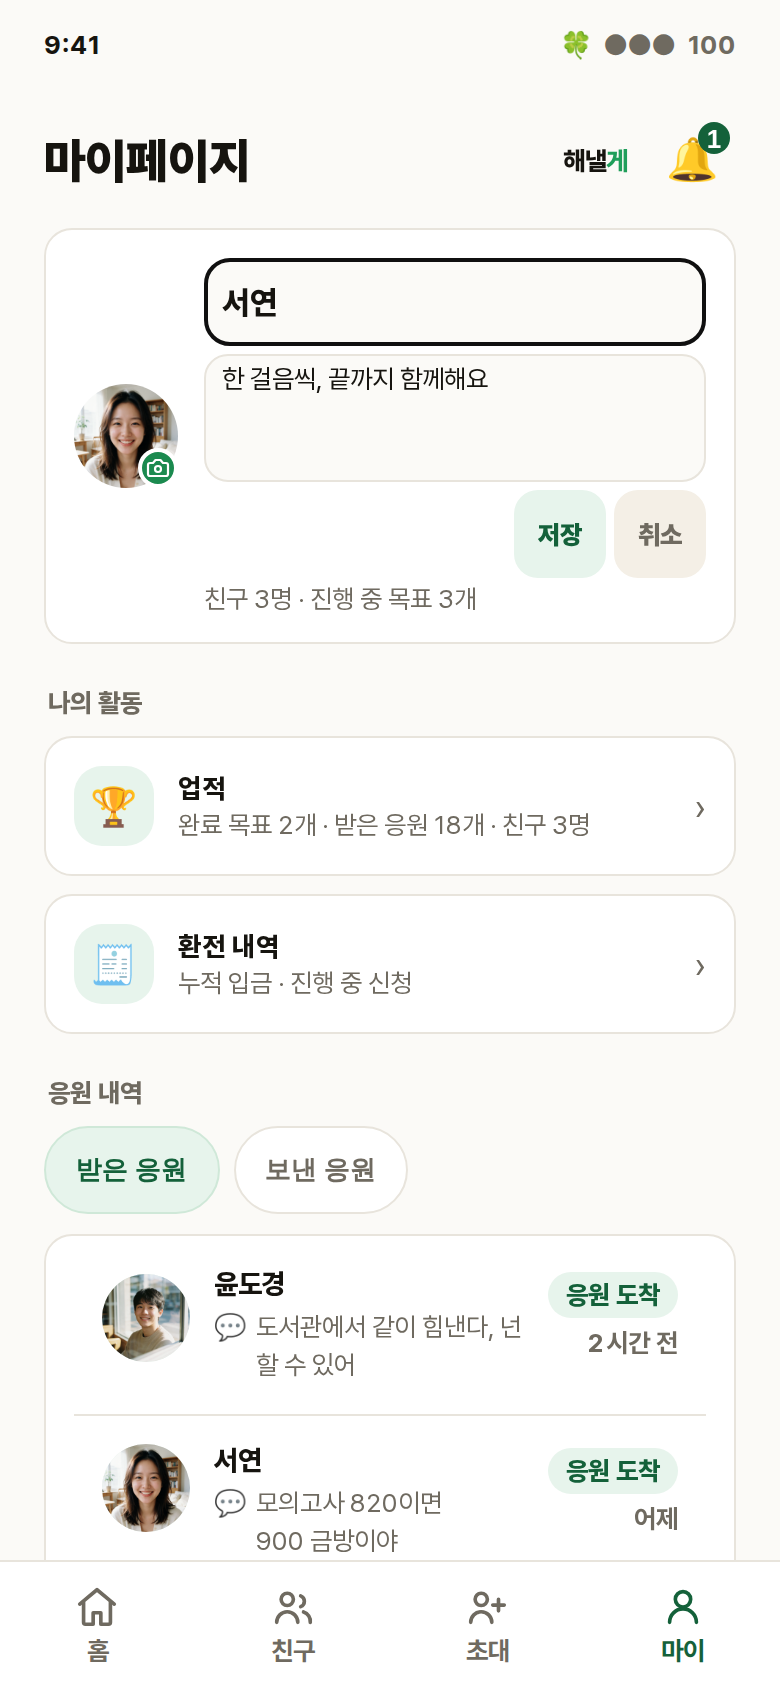 9:41
100
마이페이지
해낼게
1
서연
한 걸음씩, 끝까지 함께해요
저장
취소
친구 3명 · 진행 중 목표 3개
나의 활동
업적
완료 목표 2개 · 받은 응원 18개 · 친구 3명
환전 내역
누적 입금 · 진행 중 신청
응원 내역
받은 응원
보낸 응원
윤도경
도서관에서 같이 힘낸다, 넌
할 수 있어
응원 도착
2시간 전
서연
모의고사 820이면
900 금방이야
응원 도착
어제
홈
친구
초대
마이